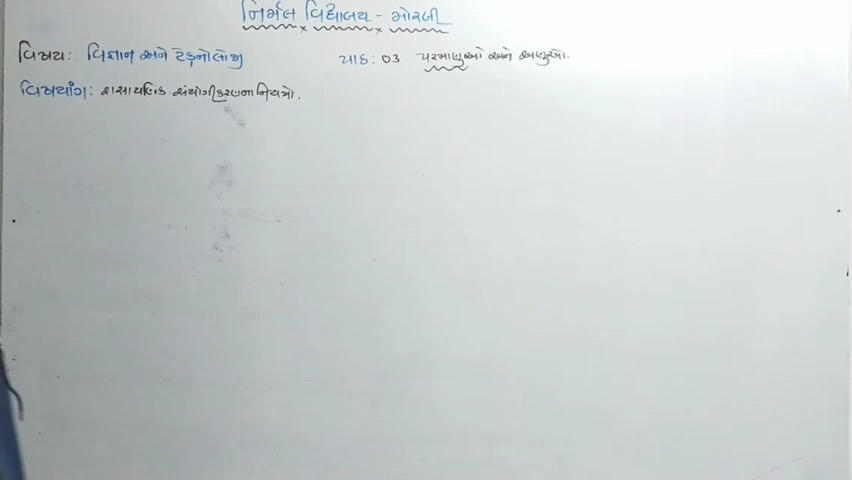 નિર્મલ વિદ્યાલય - મોરબી
વિષય: વિજ્ઞાન અને ટેક્નોલોજી પાઠ: 03 પરમાણુઓ અને અણુઓ.
વિષયાંગ: રાસાયણિક સંયોગીકરણના નિયમો.